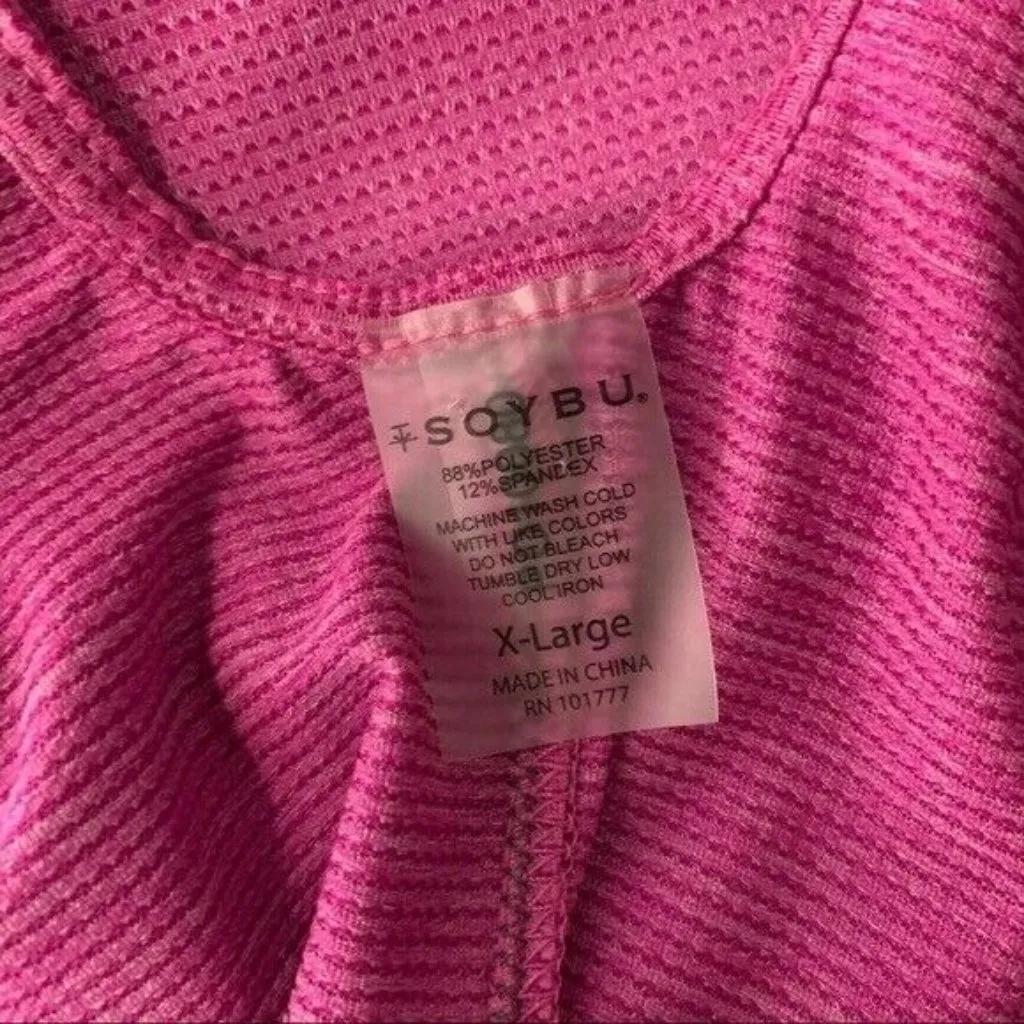 SOYBU®
88%POLYESTER
12%SPANDEX
MACHINE WASH COLD
WITH LIKE COLORS
DO NOT BLEACH
TUMBLE DRY LOW
COOL IRON
X-Large
MADE IN CHINA
RN 101777